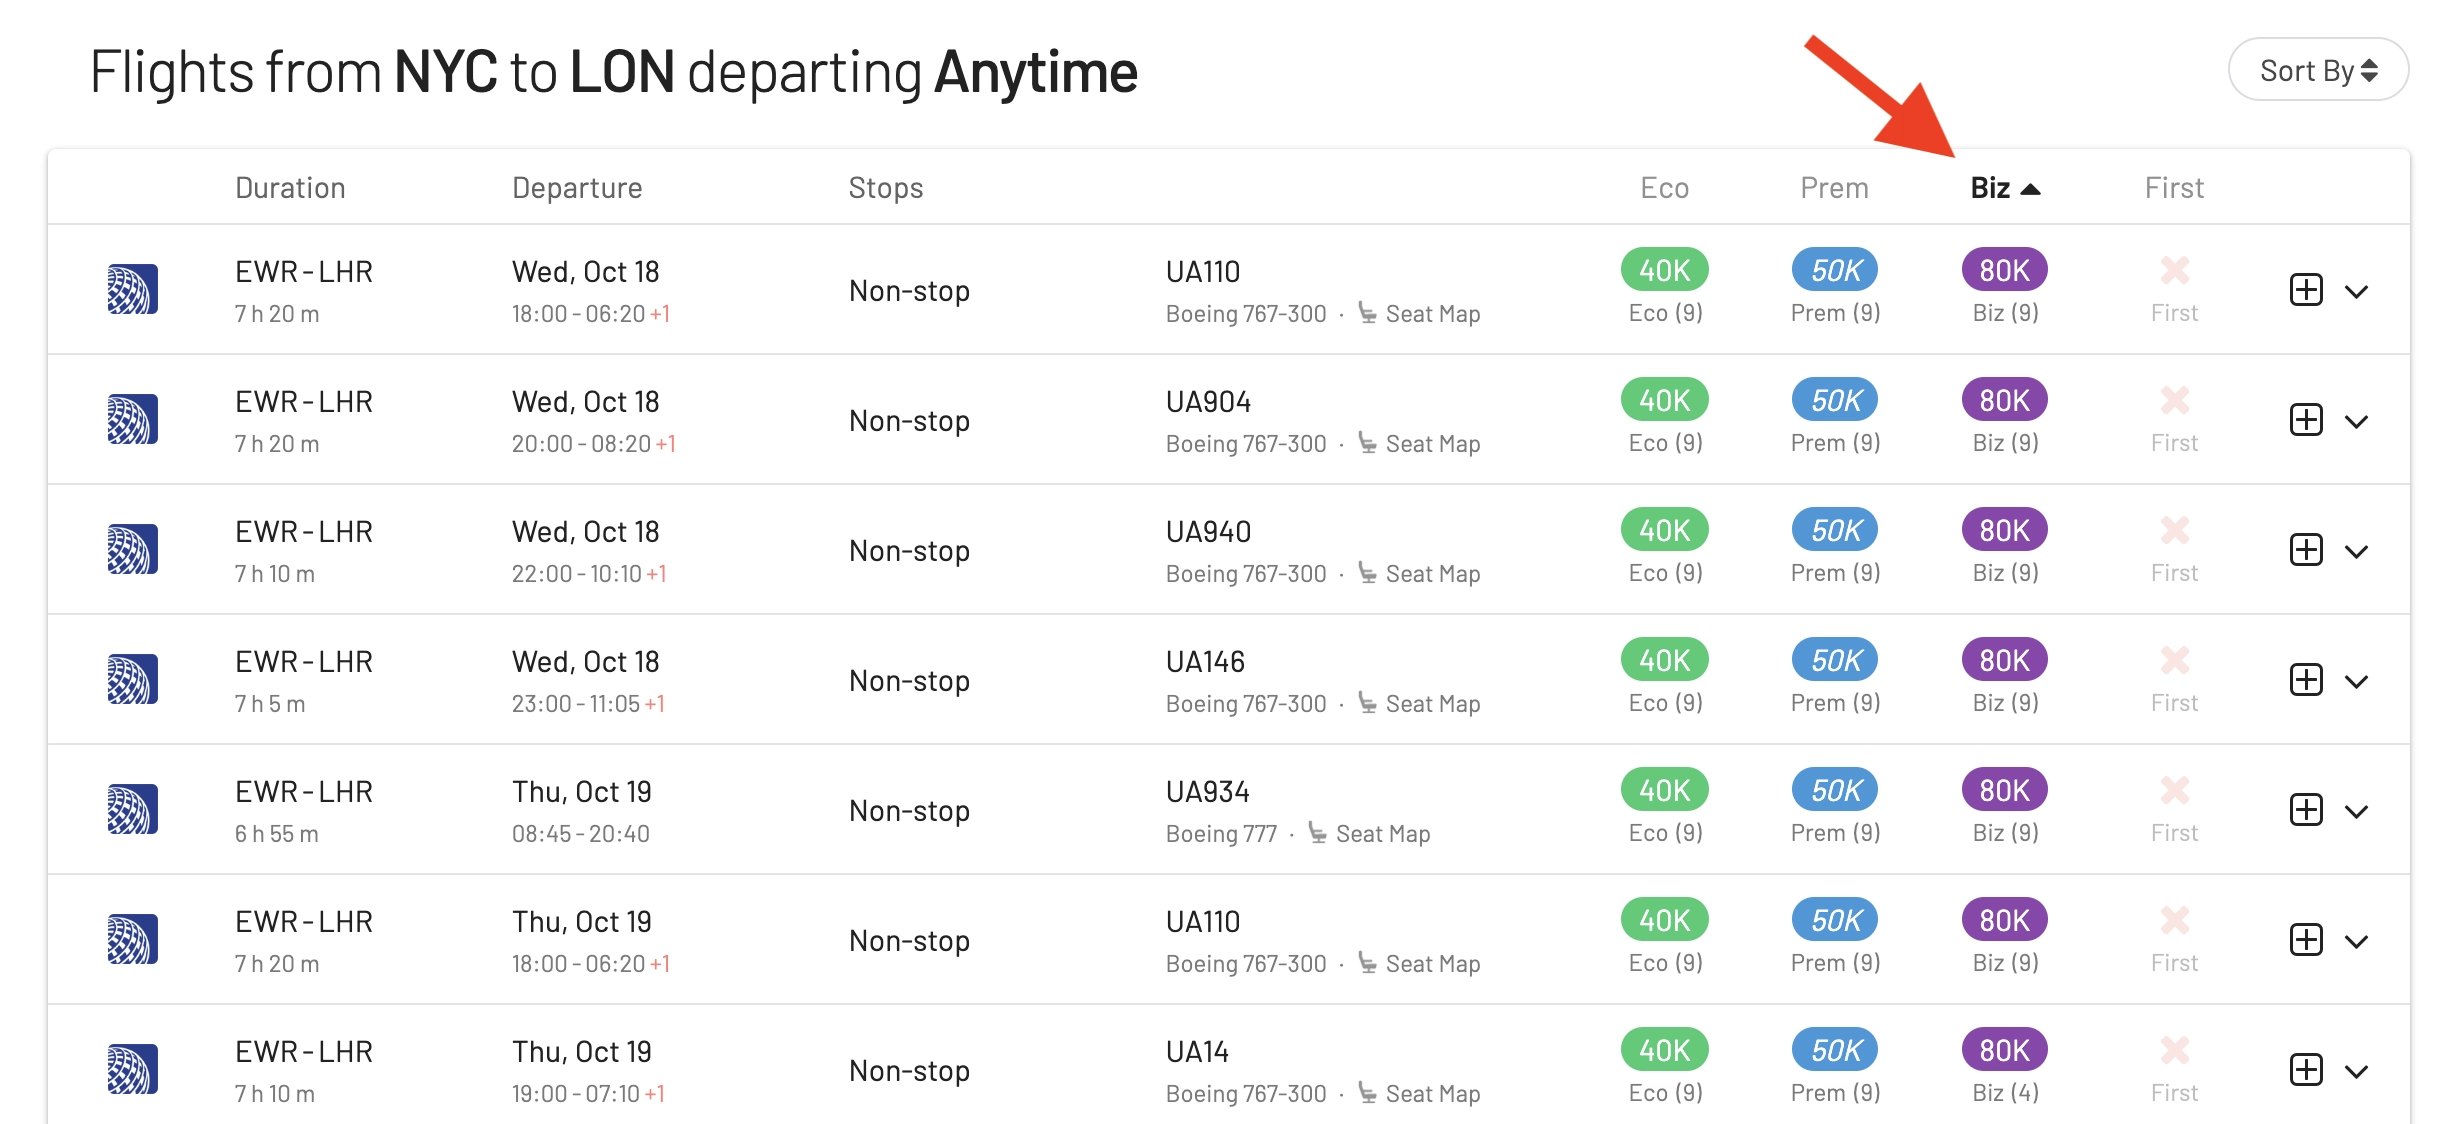 Flights from NYC to LON departing Anytime
Sort By
Duration Departure Stops Eco Prem Biz First
EWR - LHR Wed, Oct 18 Non-stop UA110 40K 50K 80K
7 h 20 m 18:00 - 06:20 +1 Boeing 767-300 · Seat Map Eco (9) Prem (9) Biz (9) First
EWR - LHR Wed, Oct 18 Non-stop UA904 40K 50K 80K
7 h 20 m 20:00 - 08:20 +1 Boeing 767-300 · Seat Map Eco (9) Prem (9) Biz (9) First
EWR - LHR Wed, Oct 18 Non-stop UA940 40K 50K 80K
7 h 10 m 22:00 - 10:10 +1 Boeing 767-300 · Seat Map Eco (9) Prem (9) Biz (9) First
EWR - LHR Wed, Oct 18 Non-stop UA146 40K 50K 80K
7 h 5 m 23:00 - 11:05 +1 Boeing 767-300 · Seat Map Eco (9) Prem (9) Biz (9) First
EWR - LHR Thu, Oct 19 Non-stop UA934 40K 50K 80K
6 h 55 m 08:45 - 20:40 Boeing 777 · Seat Map Eco (9) Prem (9) Biz (9) First
EWR - LHR Thu, Oct 19 Non-stop UA110 40K 50K 80K
7 h 20 m 18:00 - 06:20 +1 Boeing 767-300 · Seat Map Eco (9) Prem (9) Biz (9) First
EWR - LHR Thu, Oct 19 Non-stop UA14 40K 50K 80K
7 h 10 m 19:00 - 07:10 +1 Boeing 767-300 · Seat Map Eco (9) Prem (9) Biz (4) First